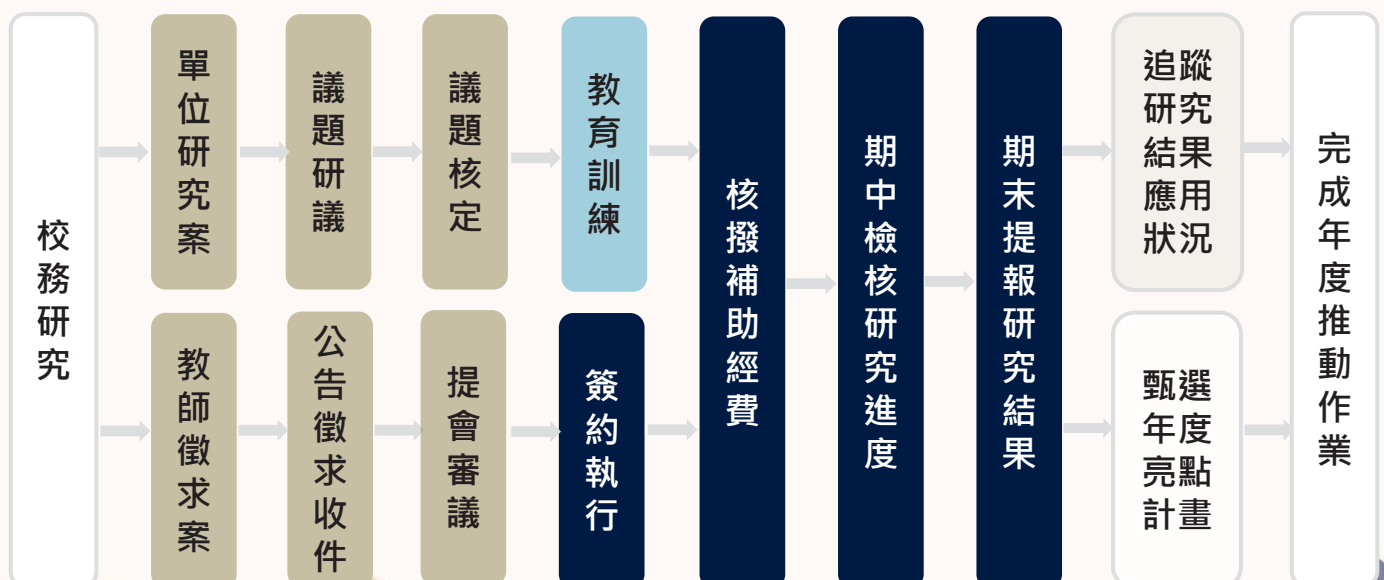 校務研究
單位研究案
議題研議
議題核定
教育訓練
教師徵求案
公告徵求收件
提會審議
簽約執行
核撥補助經費
期中檢核研究進度
期末提報研究結果
追蹤
研究
結果
應用
狀況
甄選
年度
亮點
計畫
完成年度推動作業